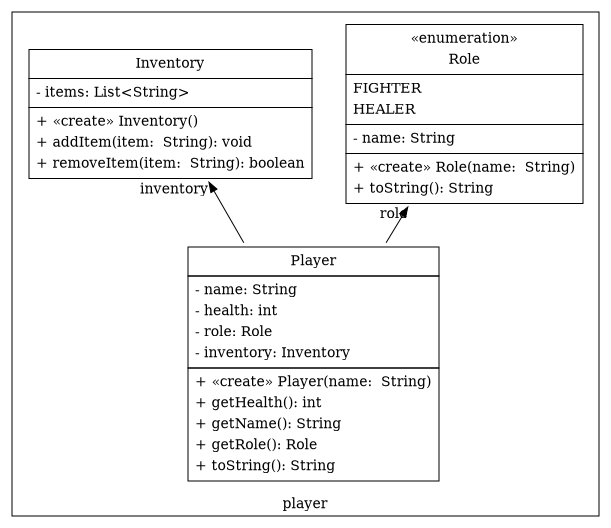 Inventory
- items: List<String>
+ «create» Inventory()
+ addItem(item:  String): void
+ removeItem(item:  String): boolean
«enumeration»
Role
FIGHTER
HEALER
- name: String
+ «create» Role(name:  String)
+ toString(): String
inventory
role
Player
- name: String
- health: int
- role: Role
- inventory: Inventory
+ «create» Player(name:  String)
+ getHealth(): int
+ getName(): String
+ getRole(): Role
+ toString(): String
player